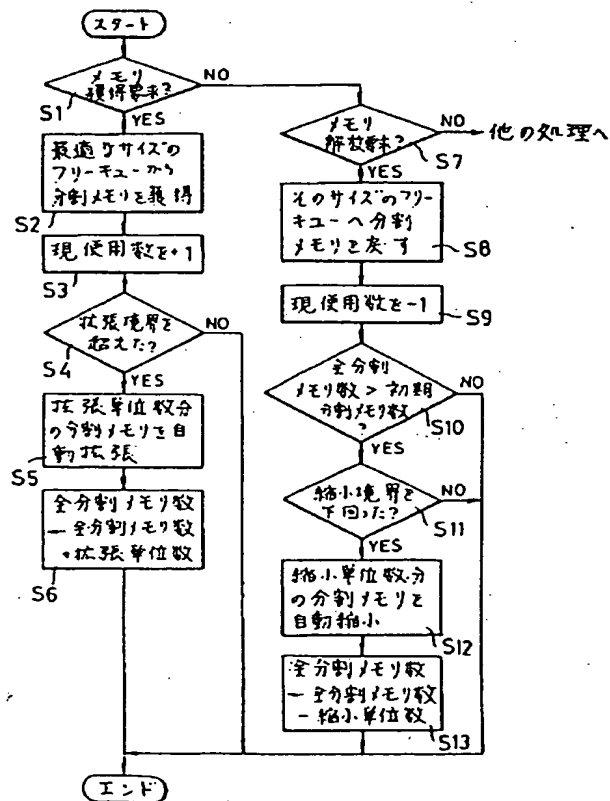 スタート
メモリ
獲得要求?
NO
S1
YES
最適なサイズの
フリーキューから
分割メモリを獲得
S2
現使用数を+1
S3
拡張境界を
超えた?
NO
S4
YES
拡張単位数分
の分割メモリを自
動拡張
S5
全分割メモリ数
←全分割メモリ数
+拡張単位数
S6
メモリ
解放要求?
NO
他の処理へ
S7
YES
そのサイズのフリー
キューへ分割
メモリを戻す
S8
現使用数を-1
S9
全分割
メモリ数>初期
分割メモリ数
?
NO
S10
YES
縮小境界を
下回った?
NO
S11
YES
縮小単位数分
の分割メモリを
自動縮小
S12
全分割メモリ数
←全分割メモリ数
-縮小単位数
S13
エンド